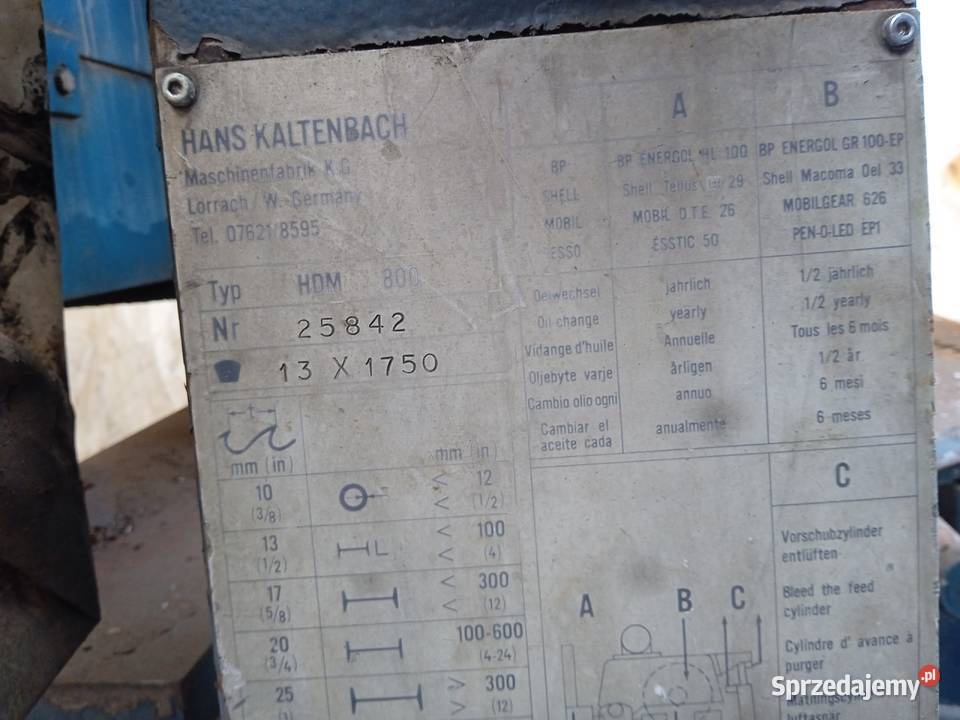 HANS KALTENBACH
Maschinenfabrik K.G.
Lörrach / W.-Germany
Tel. 07621/8595
Typ HDM 800
Nr 25842
13 X 1750
t
mm (in) mm (in)
10 < 12
(3/8) < (1/2)
13 L < 100
(1/2) < (4)
17 < 300
(5/8) < (12)
20 100-600
(3/4) (4-24)
25 > 300
> (12)
A B
BP BP ENERGOL HL 100 BP ENERGOL GR 100-EP
SHELL Shell Tellus 29 Shell Macoma Oel 33
MOBIL MOBIL D.T.E. 26 MOBILGEAR 626
ESSO ESSTIC 50 PEN-O-LED EP1
Oelwechsel jährlich 1/2 jährlich
Oil change yearly 1/2 yearly
Vidange d'huile Annuelle Tous les 6 mois
Oljebyte varje årligen 1/2 år
Cambio olio ogni annuo 6 mesi
Cambiar el
aceite cada anualmente 6 meses
A B C
C
Vorschubzylinder
entlüften
Bleed the feed
cylinder
Cylindre d' avance à
purger
Sprzedajemy.pl